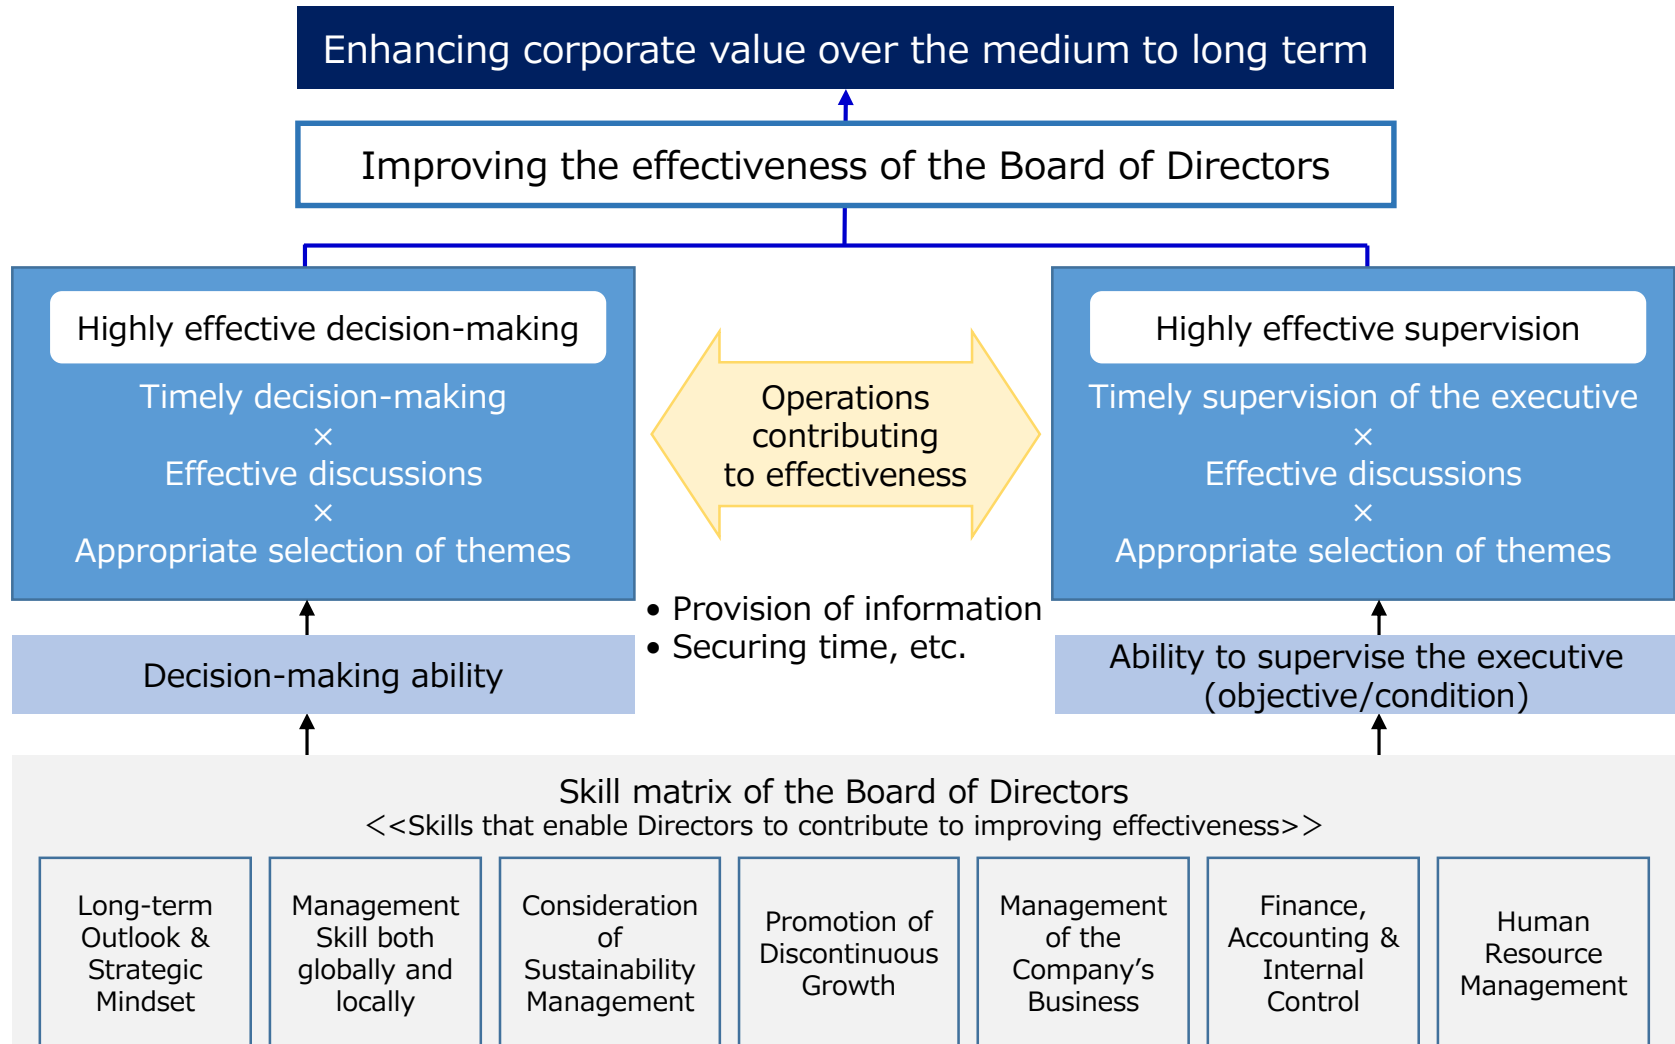 Enhancing corporate value over the medium to long term
Improving the effectiveness of the Board of Directors
Highly effective decision-making
Timely decision-making
×
Effective discussions
×
Appropriate selection of themes
Operations
contributing
to effectiveness
• Provision of information
• Securing time, etc.
Highly effective supervision
Timely supervision of the executive
×
Effective discussions
×
Appropriate selection of themes
Decision-making ability
Ability to supervise the executive
(objective/condition)
Skill matrix of the Board of Directors
<<Skills that enable Directors to contribute to improving effectiveness>>
Long-term
Outlook &
Strategic
Mindset
Management
Skill both
globally and
locally
Consideration
of
Sustainability
Management
Promotion of
Discontinuous
Growth
Management
of the
Company’s
Business
Finance,
Accounting &
Internal
Control
Human
Resource
Management